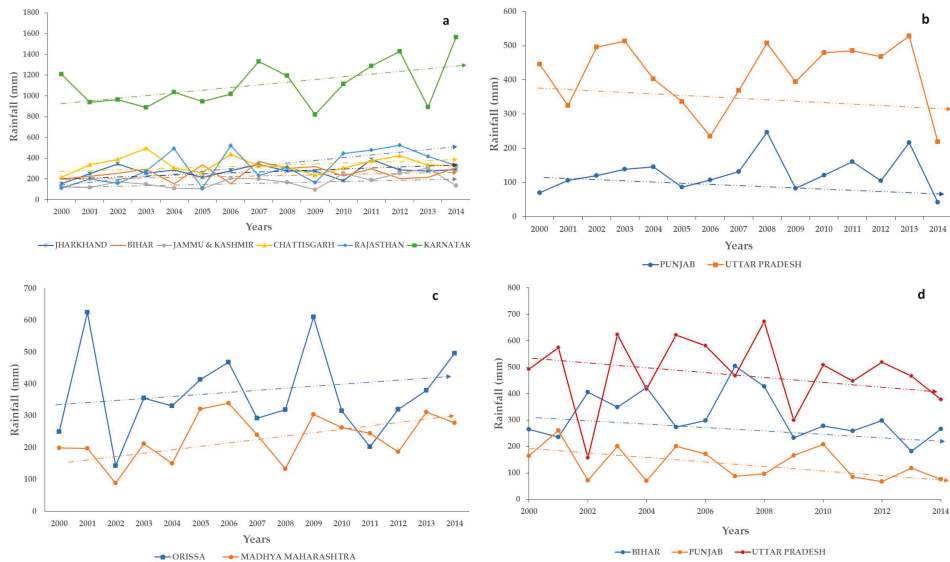 a
Rainfall (mm)
1800
1600
1400
1200
1000
800
600
400
200
0
2000 2001 2002 2003 2004 2005 2006 2007 2008 2009 2010 2011 2012 2013 2014
Years
JHARKHAND BIHAR JAMMU & KASHMIR CHATTISGARH RAJASTHAN KARNATAK
b
Rainfall (mm)
600
500
400
300
200
100
0
2000 2001 2002 2003 2004 2005 2006 2007 2008 2009 2010 2011 2012 2013 2014
Years
PUNJAB UTTAR PRADESH
c
Rainfall (mm)
700
600
500
400
300
200
100
0
2000 2001 2002 2003 2004 2005 2006 2007 2008 2009 2010 2011 2012 2013 2014
Years
ORISSA MADHYA MAHARASHTRA
d
Rainfall (mm)
800
700
600
500
400
300
200
100
0
2000 2002 2004 2006 2008 2010 2012 2014
Years
BIHAR PUNJAB UTTAR PRADESH